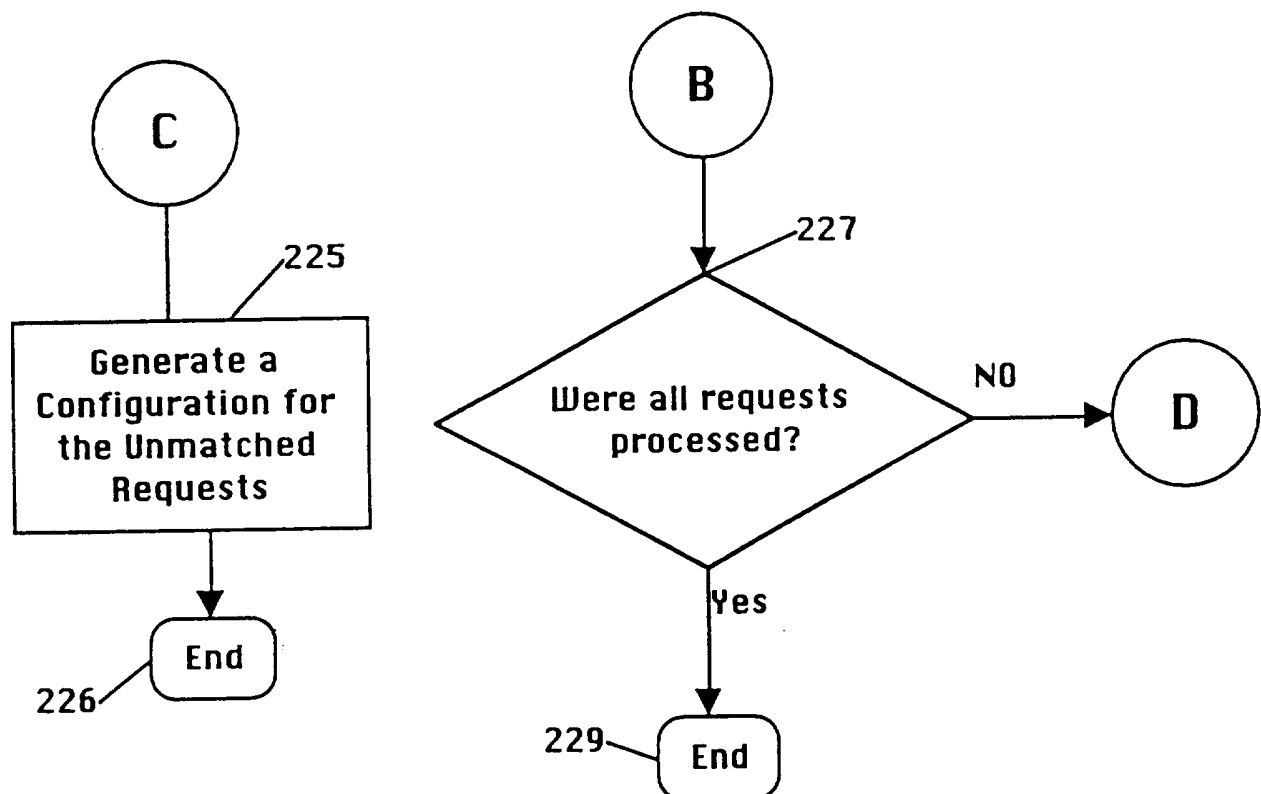 C
225
Generate a
Configuration for
the Unmatched
Requests
End
226
B
227
Were all requests
processed?
NO
D
Yes
229
End